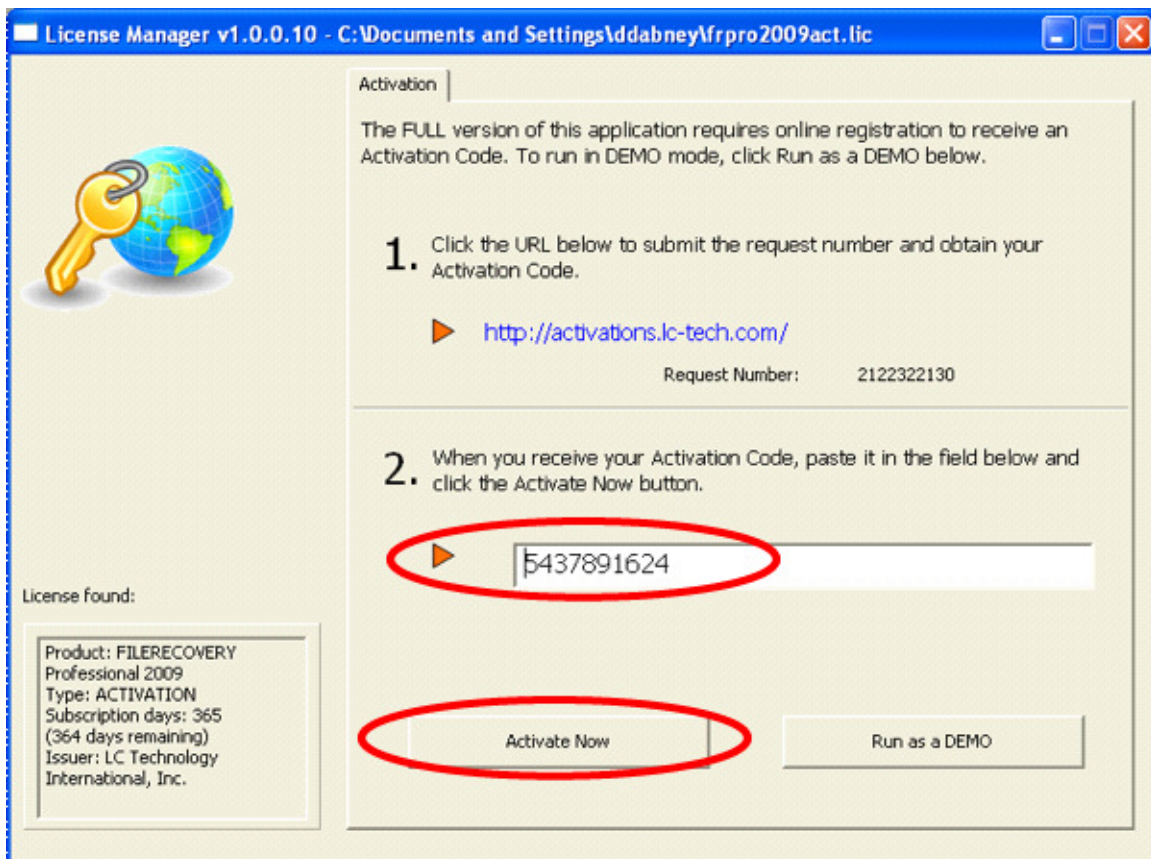 License Manager v1.0.0.10 - C:\Documents and Settings\ddabney\frpro2009act.lic
Activation
The FULL version of this application requires online registration to receive an
Activation Code. To run in DEMO mode, click Run as a DEMO below.
1. Click the URL below to submit the request number and obtain your
Activation Code.
http://activations.lc-tech.com/
Request Number: 2122322130
2. When you receive your Activation Code, paste it in the field below and
click the Activate Now button.
5437891624
License found:
Product: FILERECOVERY
Professional 2009
Type: ACTIVATION
Subscription days: 365
(364 days remaining)
Issuer: LC Technology
International, Inc.
Activate Now
Run as a DEMO